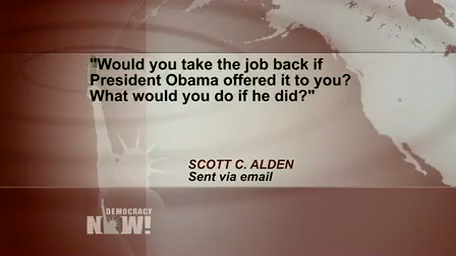 "Would you take the job back if
President Obama offered it to you?
What would you do if he did?"
SCOTT C. ALDEN
Sent via email
DEMOCRACY
NOW!